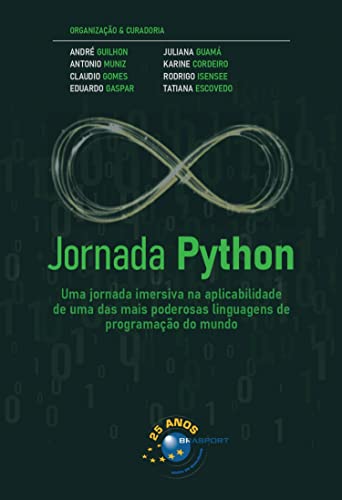 ORGANIZAÇÃO & CURADORIA
ANDRÉ GUILHON
ANTONIO MUNIZ
CLAUDIO GOMES
EDUARDO GASPAR
JULIANA GUAMÁ
KARINE CORDEIRO
RODRIGO ISENSEE
TATIANA ESCOVEDO
Jornada Python
Uma jornada imersiva na aplicabilidade
de uma das mais poderosas linguagens de
programação do mundo
25 ANOS
BRASPORT